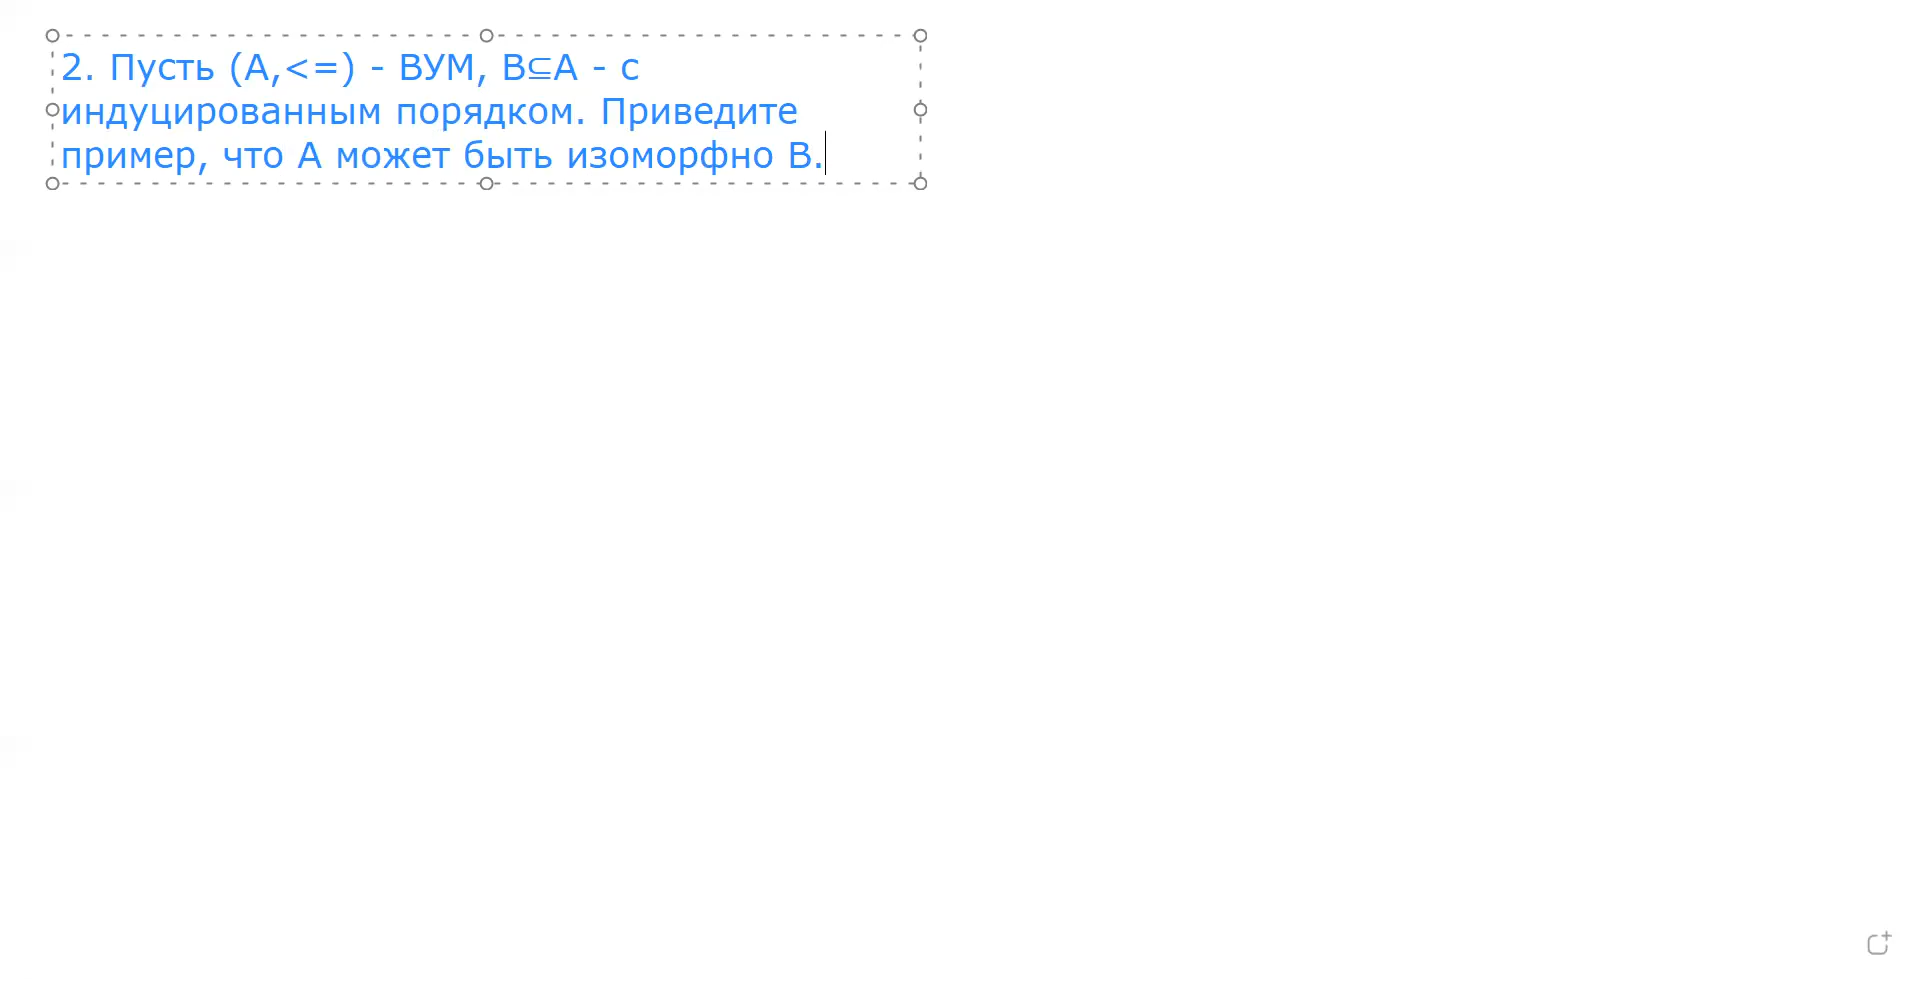 2. Пусть (A,<=) - ВУМ, B⊆A - с
индуцированным порядком. Приведите
пример, что А может быть изоморфно В.